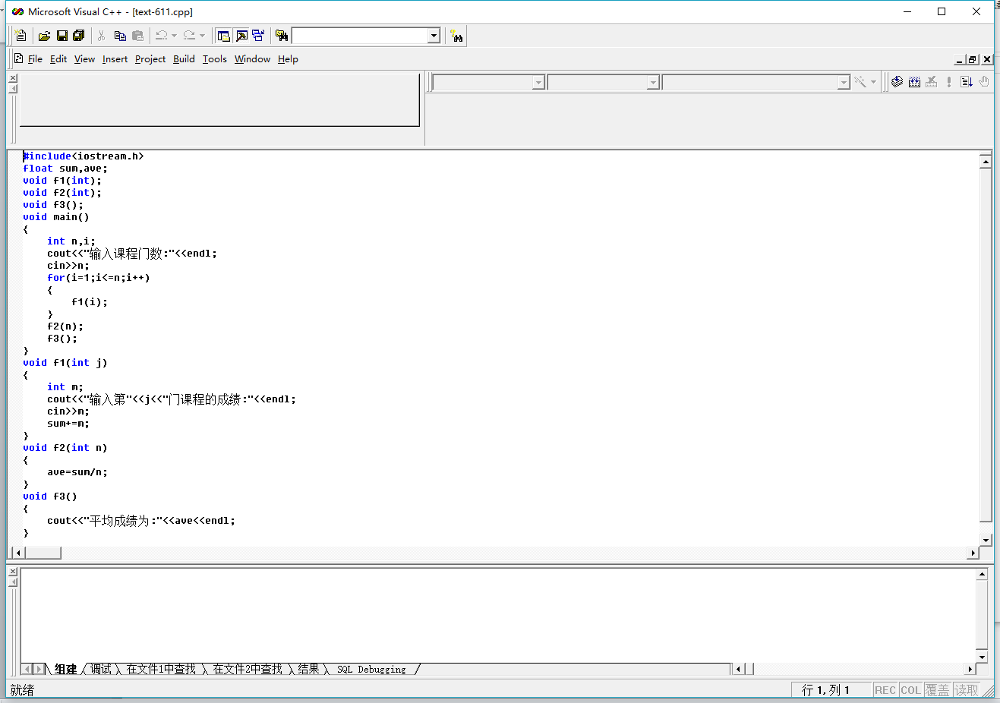 Microsoft Visual C++ - [text-611.cpp]
File Edit View Insert Project Build Tools Window Help
#include<iostream.h>
float sum,ave;
void f1(int);
void f2(int);
void f3();
void main()
{
    int n,i;
    cout<<"输入课程门数:"<<endl;
    cin>>n;
    for(i=1;i<=n;i++)
    {
        f1(i);
    }
    f2(n);
    f3();
}
void f1(int j)
{
    int m;
    cout<<"输入第"<<j<<"门课程的成绩:"<<endl;
    cin>>m;
    sum+=m;
}
void f2(int n)
{
    ave=sum/n;
}
void f3()
{
    cout<<"平均成绩为:"<<ave<<endl;
}
组建 调试 在文件1中查找 在文件2中查找 结果 SQL Debugging
就绪 行 1, 列 1 REC COL 覆盖 读取